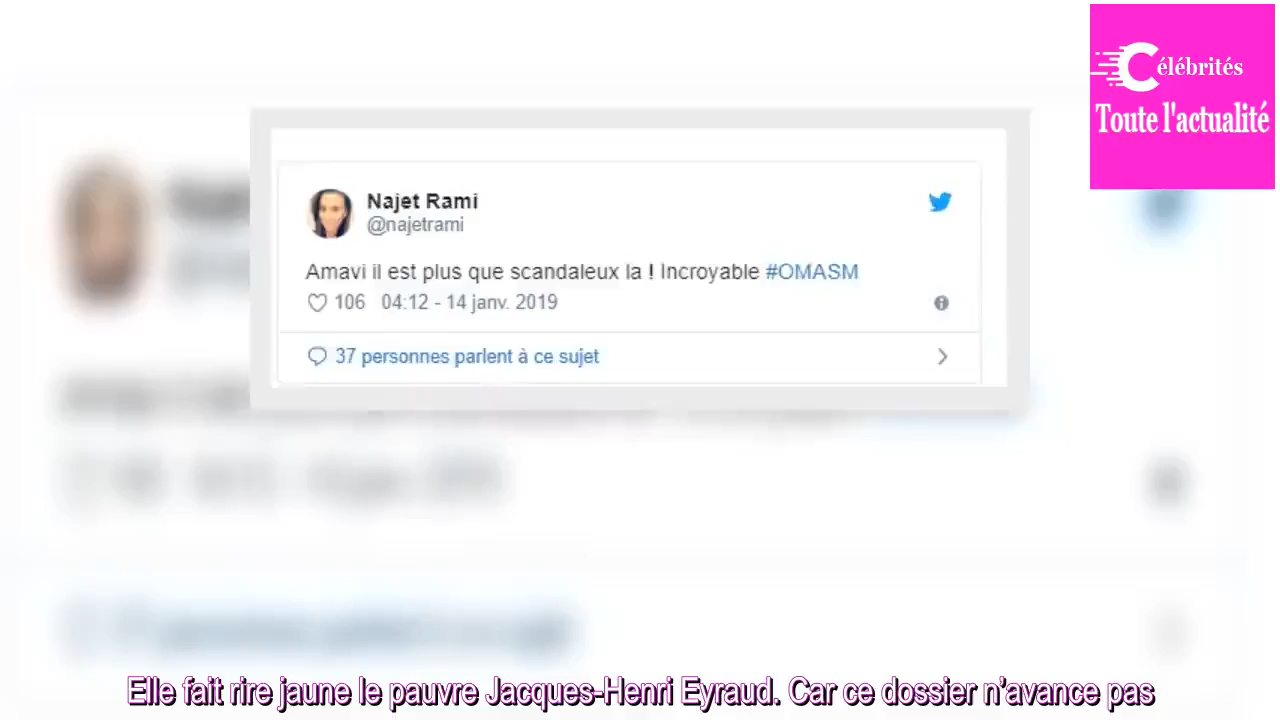 Célébrités
Toute l'actualité
Najet Rami
@najetrami
Amavi il est plus que scandaleux la ! Incroyable #OMASM
106 04:12 - 14 janv. 2019
37 personnes parlent à ce sujet
Elle fait rire jaune le pauvre Jacques-Henri Eyraud. Car ce dossier n'avance pas